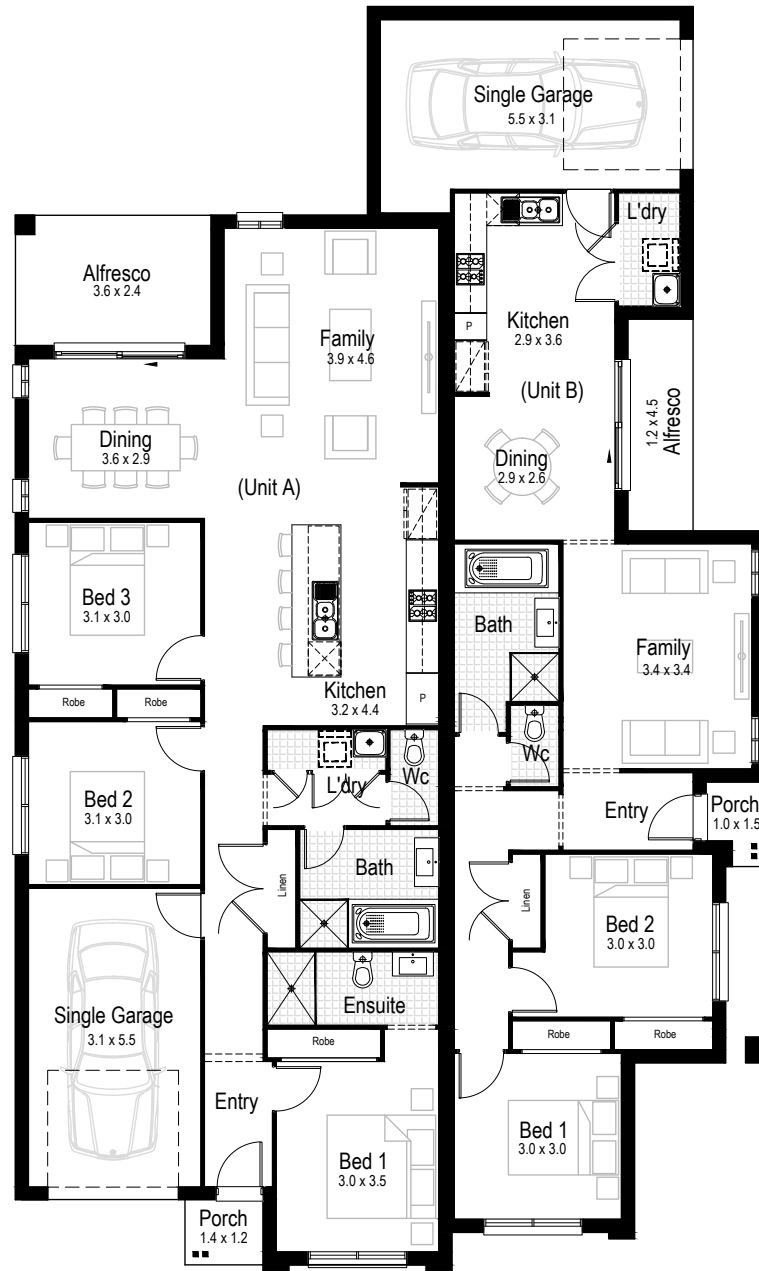 Single Garage
5.5 x 3.1
L'dry
Alfresco
3.6 x 2.4
Family
3.9 x 4.6
P
Kitchen
2.9 x 3.6
(Unit B)
1.2 x 4.5
Alfresco
Dining
3.6 x 2.9
Dining
2.9 x 2.6
(Unit A)
Bed 3
3.1 x 3.0
Bath
Family
3.4 x 3.4
Robe
Robe
Kitchen
3.2 x 4.4
P
Wc
L'dry
Wc
Bed 2
3.1 x 3.0
Entry
Porch
1.0 x 1.5
Bath
Linen
Linen
Bed 2
3.0 x 3.0
Single Garage
3.1 x 5.5
Ensuite
Robe
Robe
Robe
Entry
Bed 1
3.0 x 3.5
Bed 1
3.0 x 3.0
Porch
1.4 x 1.2